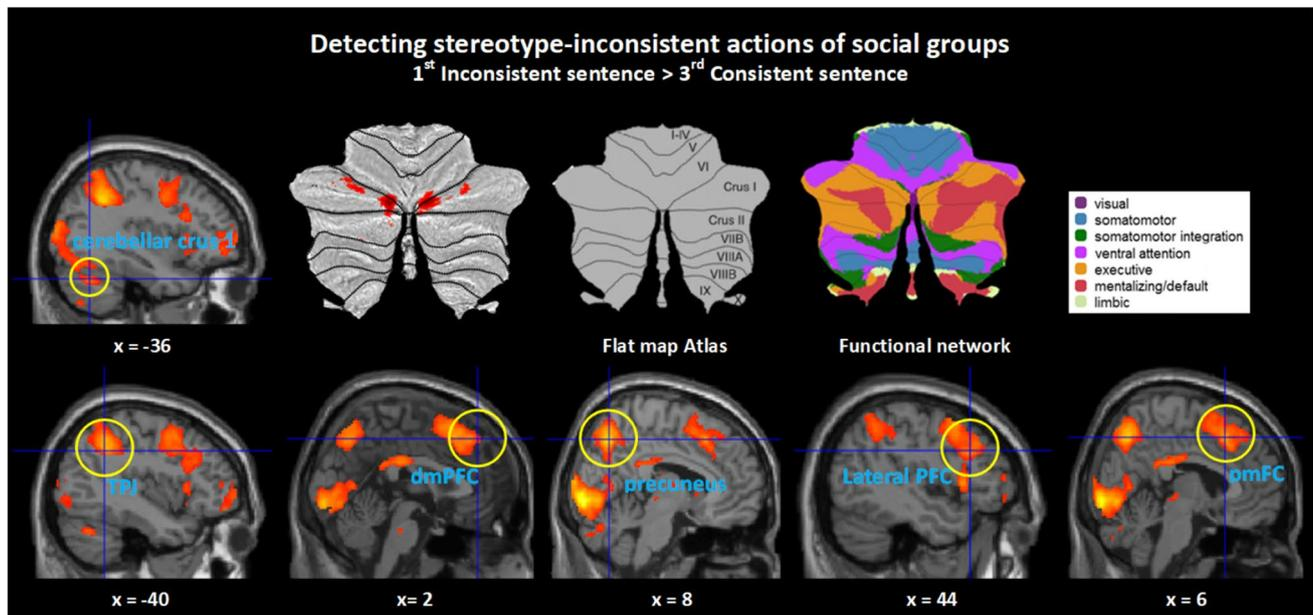 Detecting stereotype-inconsistent actions of social groups
1st Inconsistent sentence > 3rd Consistent sentence
cerebellar crus 1
x = -36
I-IV
V
VI
Crus I
Crus II
VIIB
VIIIA
VIIIB
IX
X
Flat map Atlas
Functional network
visual
somatomotor
somatomotor integration
ventral attention
executive
mentalizing/default
limbic
TPJ
dmPFC
precuneus
Lateral PFC
pmFC
x = -40
x= 2
x = 8
x = 44
x = 6